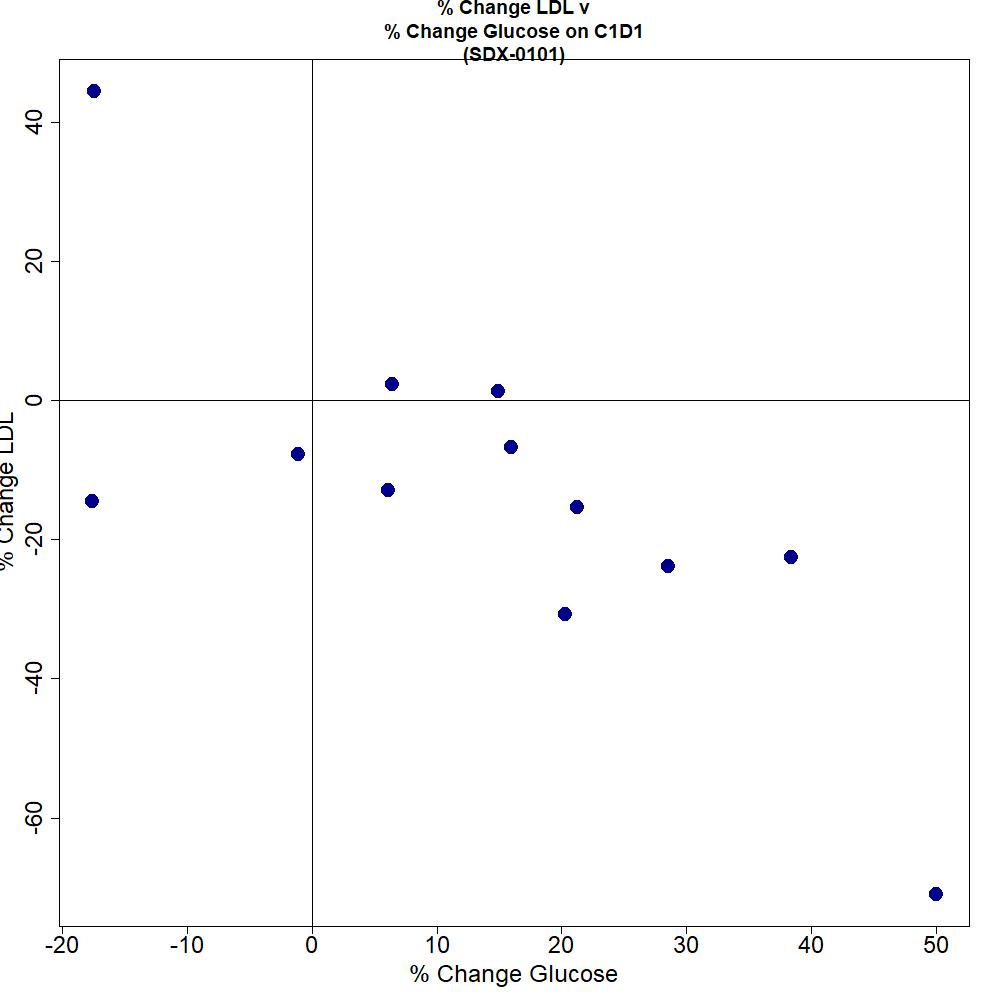 % Change LDL v
% Change Glucose on C1D1
(SDX-0101)
40
20
0
-20
-40
-60
% Change LDL
-20 -10 0 10 20 30 40 50
% Change Glucose